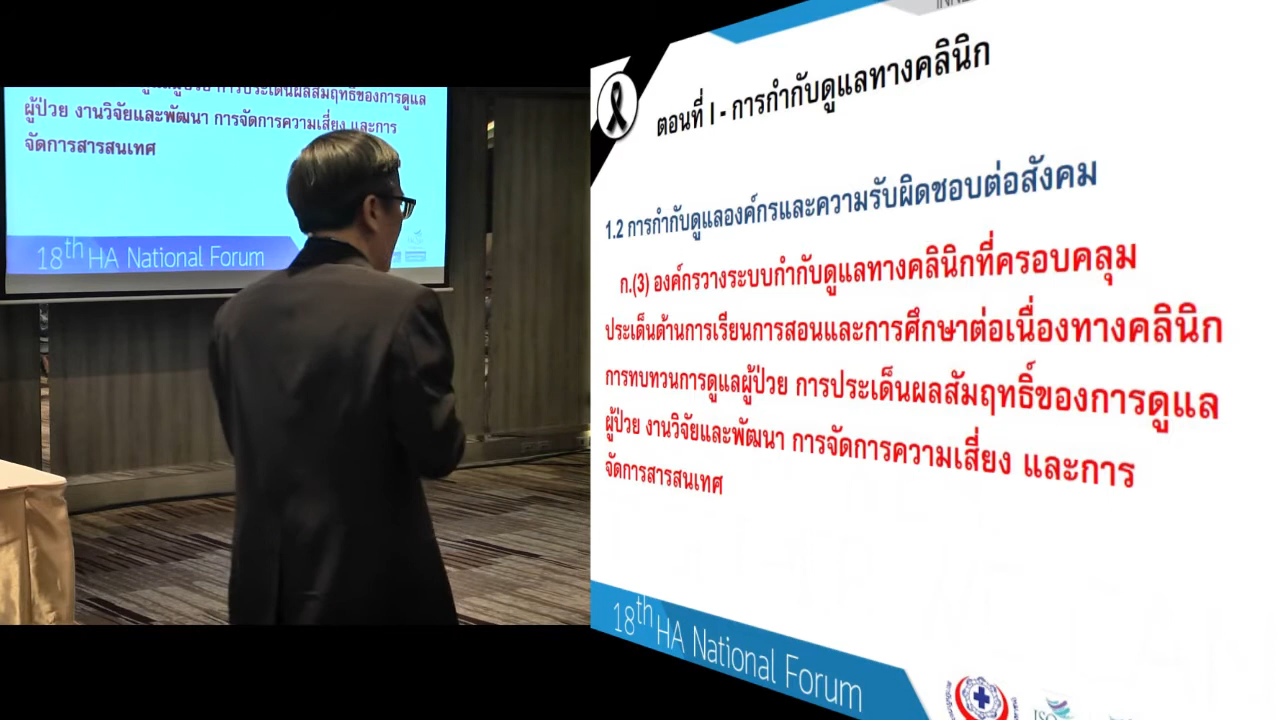 ผู้ป่วย งานวิจัยและพัฒนา การจัดการความเสี่ยง และการ
จัดการสารสนเทศ
18th HA National Forum
ตอนที่ I - การกำกับดูแลทางคลินิก
1.2 การกำกับดูแลองค์กรและความรับผิดชอบต่อสังคม
ก.(3) องค์กรวางระบบกำกับดูแลทางคลินิกที่ครอบคลุม
ประเด็นด้านการเรียนการสอนและการศึกษาต่อเนื่องทางคลินิก
การทบทวนการดูแลผู้ป่วย การประเด็นผลสัมฤทธิ์ของการดูแล
ผู้ป่วย งานวิจัยและพัฒนา การจัดการความเสี่ยง และการ
จัดการสารสนเทศ
18th HA National Forum